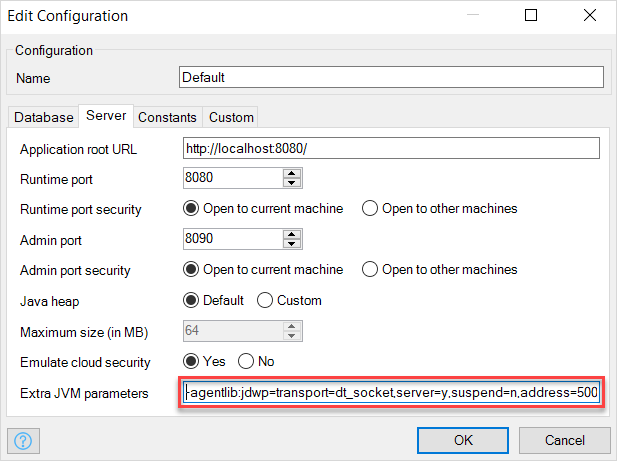 Edit Configuration
Configuration
Name Default
Database Server Constants Custom
Application root URL http://localhost:8080/
Runtime port 8080
Runtime port security Open to current machine Open to other machines
Admin port 8090
Admin port security Open to current machine Open to other machines
Java heap Default Custom
Maximum size (in MB) 64
Emulate cloud security Yes No
Extra JVM parameters -agentlib:jdwp=transport=dt_socket,server=y,suspend=n,address=500
? OK Cancel